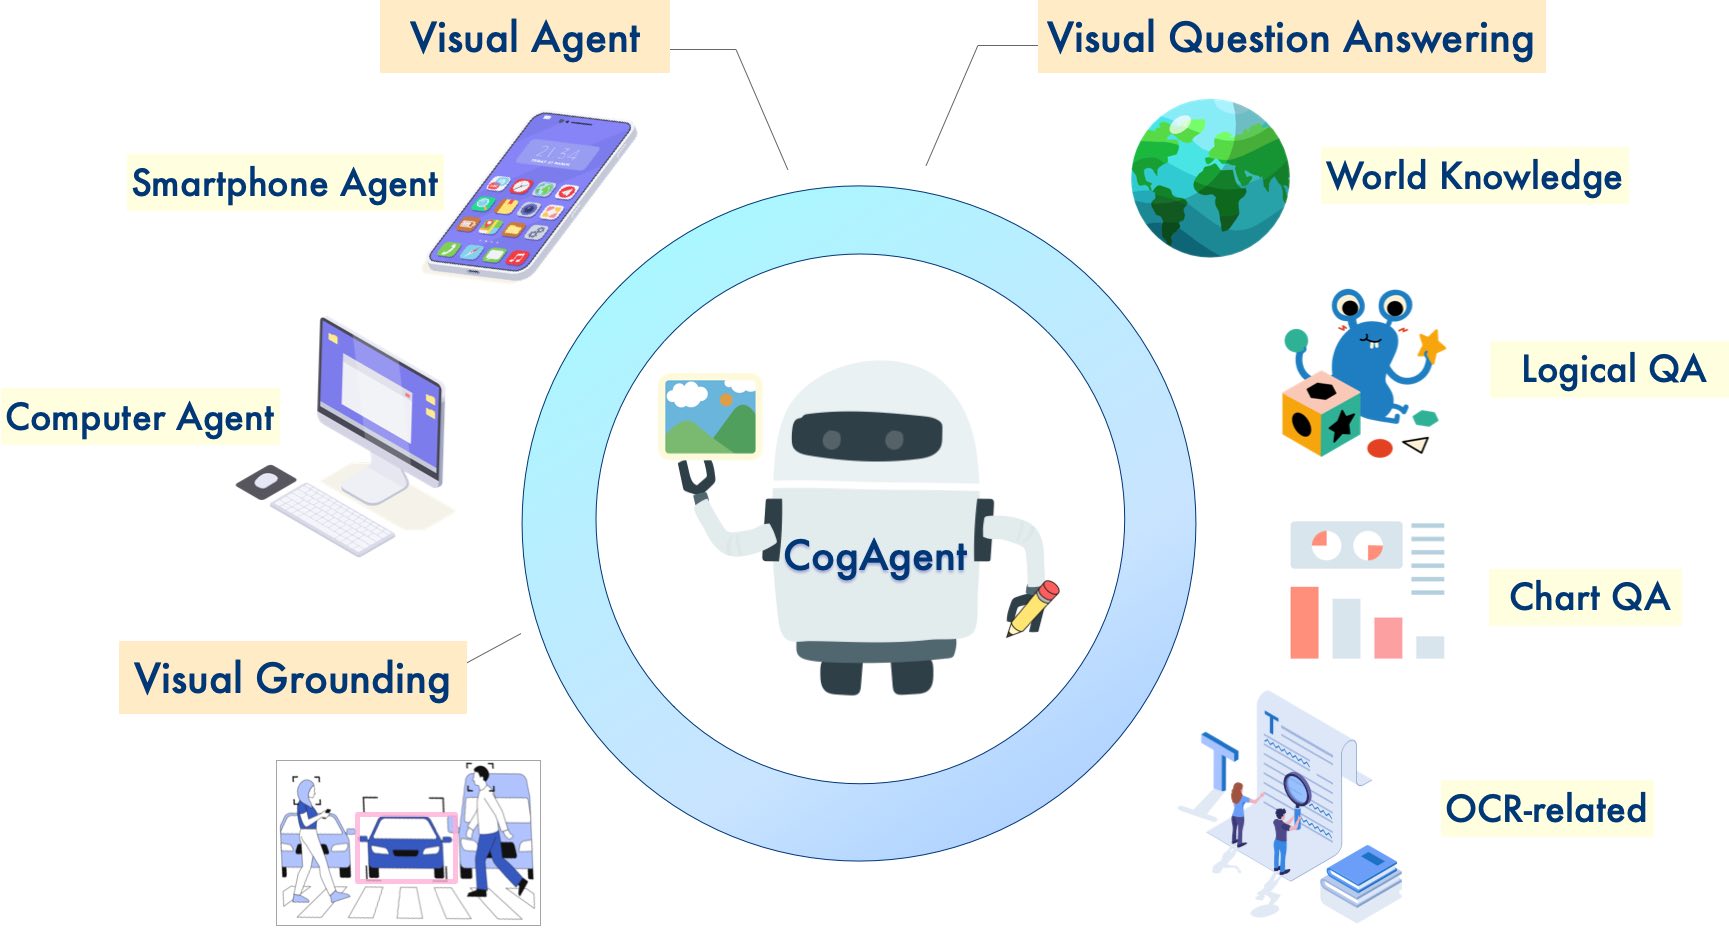 Visual Agent
Visual Question Answering
Smartphone Agent
21:34
World Knowledge
Computer Agent
Logical QA
CogAgent
Chart QA
Visual Grounding
T
T
OCR-related